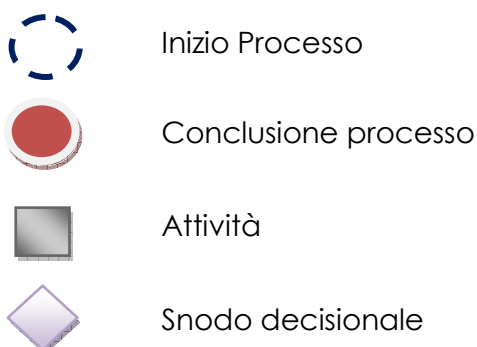 Inizio Processo
Conclusione processo
Attività
Snodo decisionale